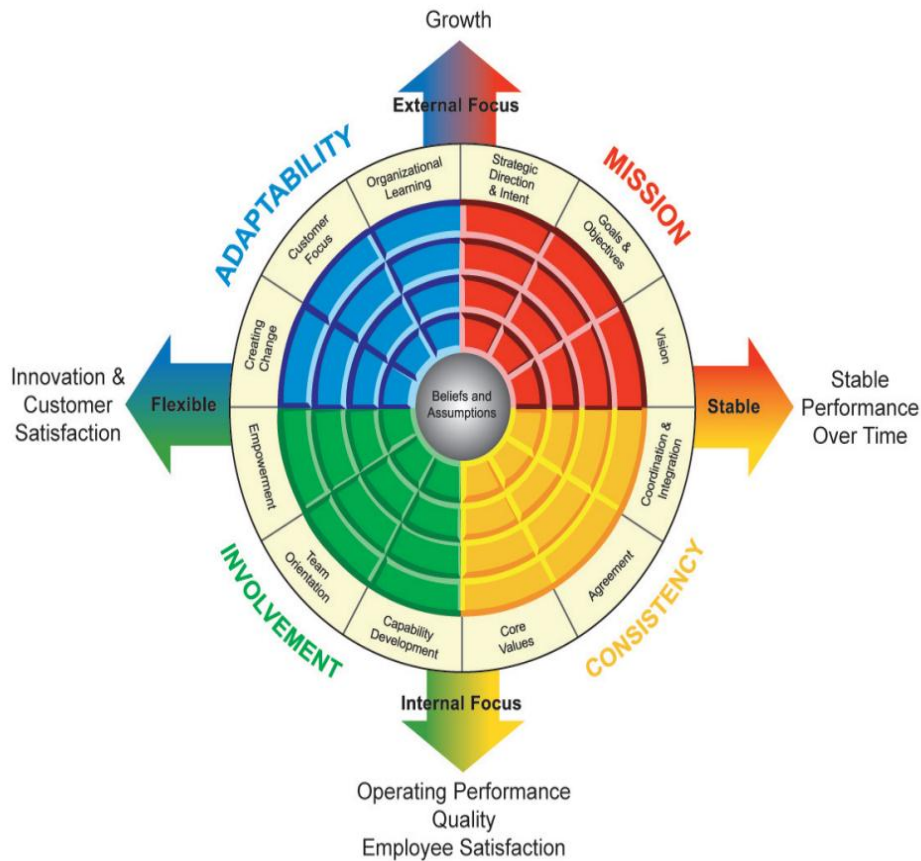 Growth
External Focus
ADAPTABILITY
MISSION
Organizational
Learning
Strategic
Direction
& Intent
Customer
Focus
Goals &
Objectives
Creating
Change
Vision
Innovation &
Customer
Satisfaction
Flexible
Beliefs and
Assumptions
Stable
Stable
Performance
Over Time
Empowerment
Coordination &
Integration
Team
Orientation
Agreement
Capability
Development
Core
Values
INVOLVEMENT
CONSISTENCY
Internal Focus
Operating Performance
Quality
Employee Satisfaction